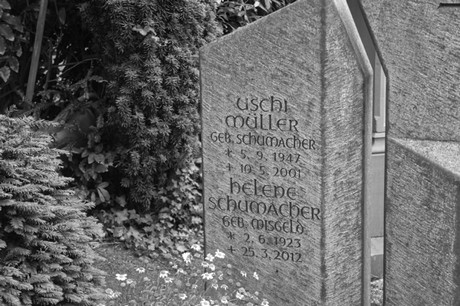 USCHI
MÜLLER
GEB. SCHUMACHER
* 5. 9. 1947
+ 10. 5. 2001
HELENE
SCHUMACHER
GEB. MISGELD
* 2. 6. 1923
+ 25. 3. 2012